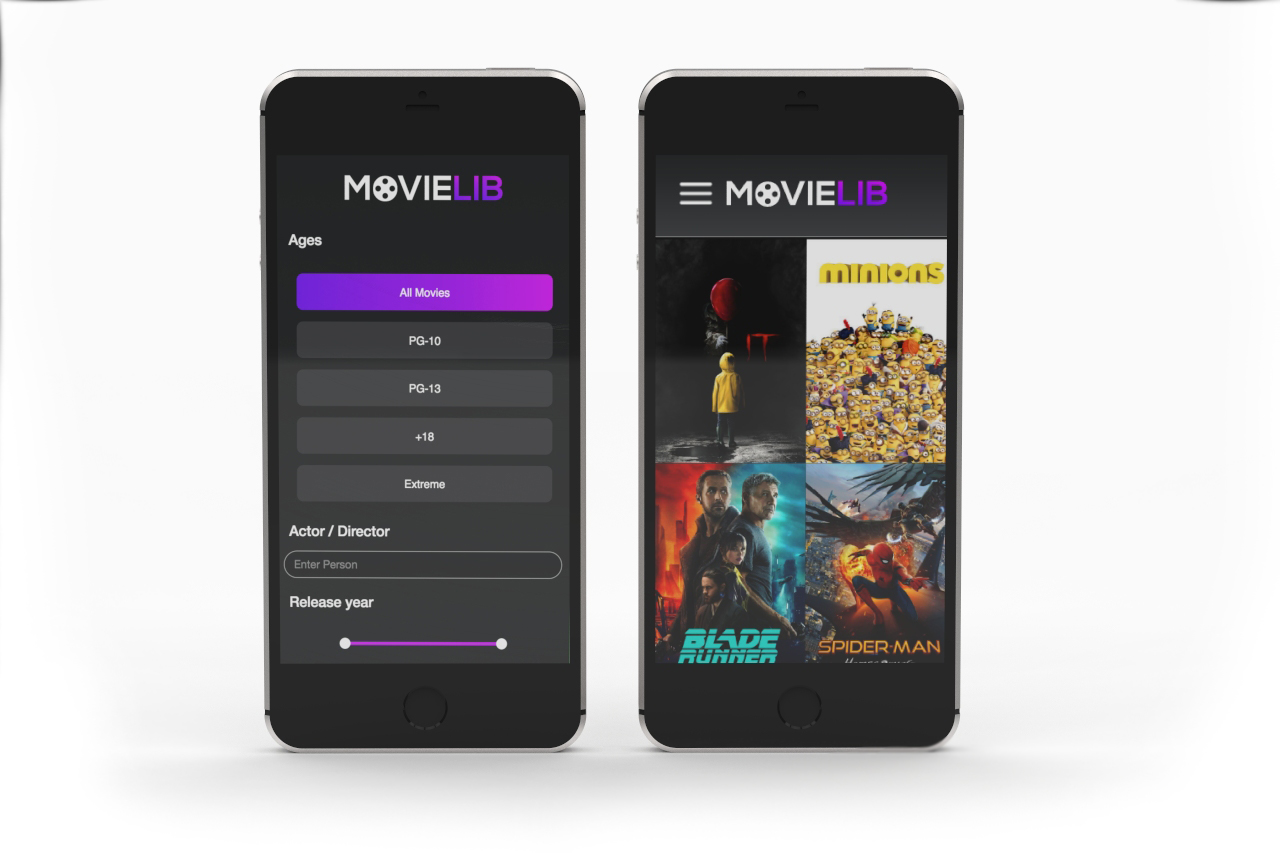 MOVIELIB
Ages
All Movies
PG-10
PG-13
+18
Extreme
Actor / Director
Enter Person
Release year
MOVIELIB
IT
MINIONS
BLADE
RUNNER
SPIDER-MAN